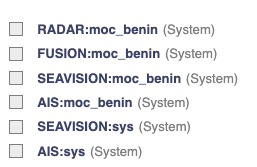 RADAR:moc_benin (System)
FUSION:moc_benin (System)
SEAVISION:moc_benin (System)
AIS:moc_benin (System)
SEAVISION:sys (System)
AIS:sys (System)